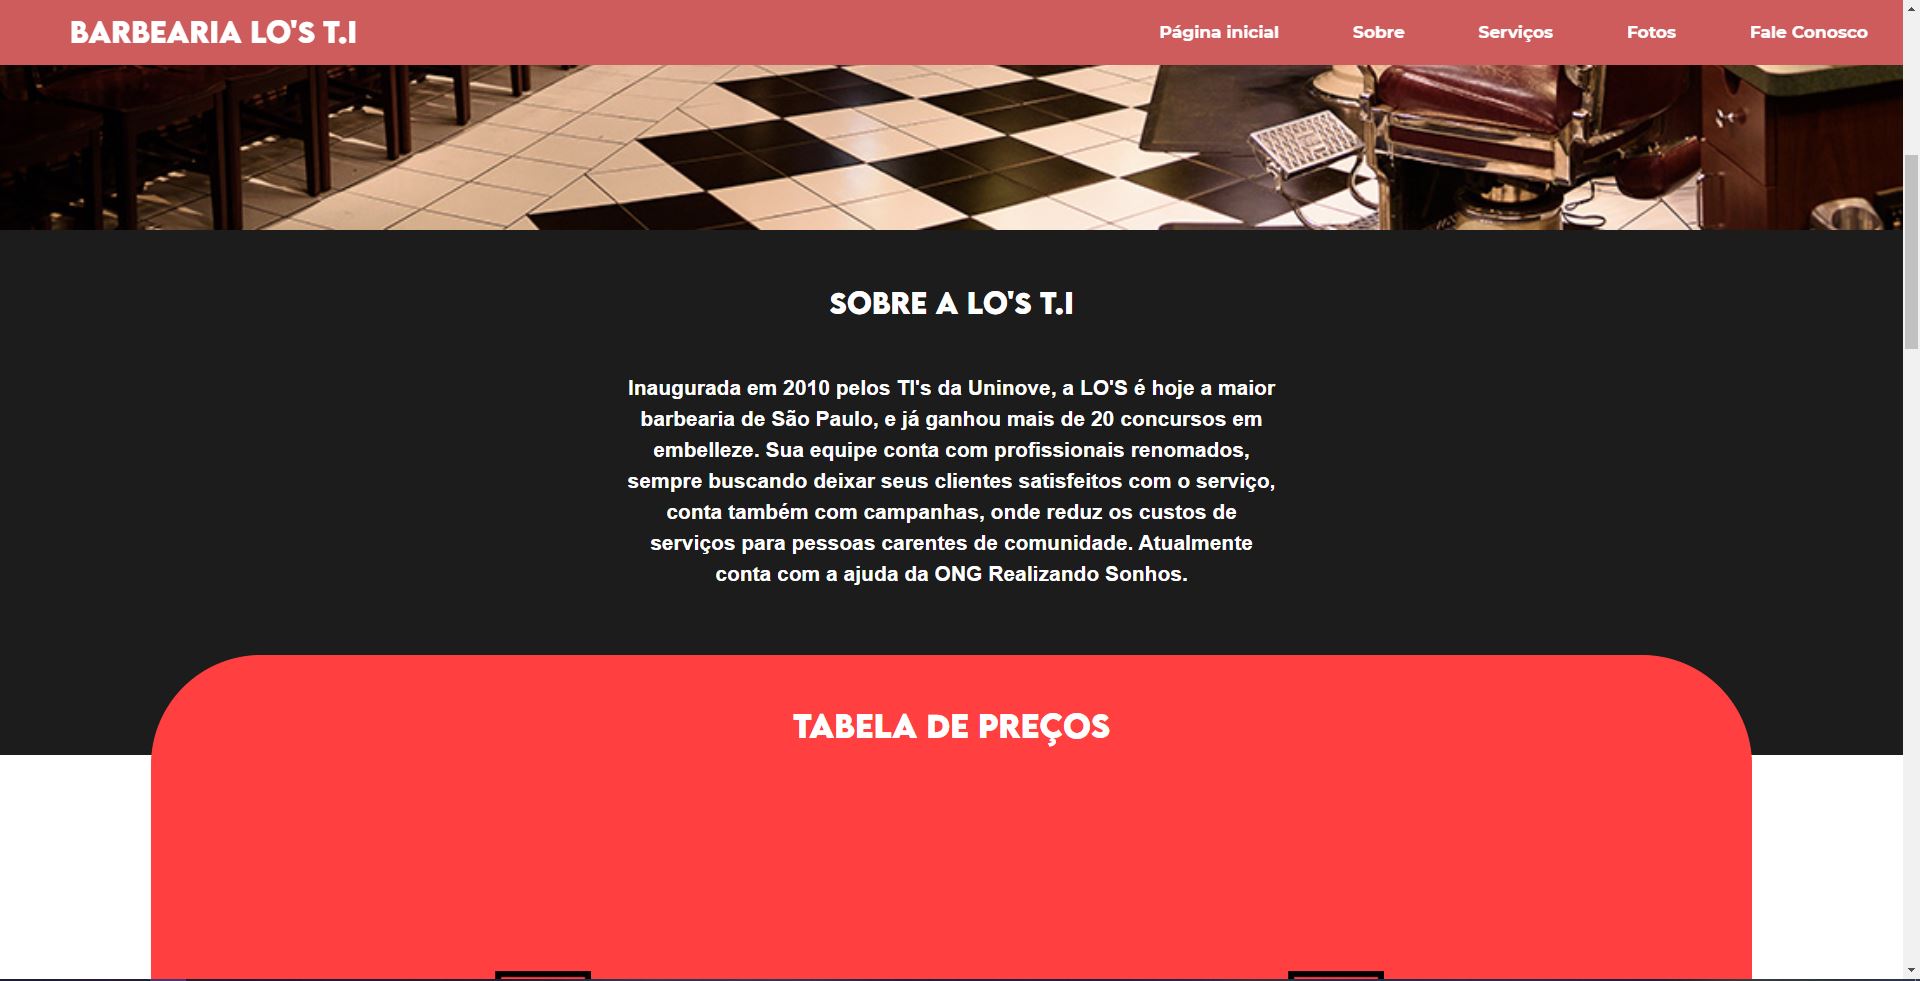 BARBEARIA LO'S T.I
Página inicial Sobre Serviços Fotos Fale Conosco
SOBRE A LO'S T.I
Inaugurada em 2010 pelos TI's da Uninove, a LO'S é hoje a maior
barbearia de São Paulo, e já ganhou mais de 20 concursos em
embelleze. Sua equipe conta com profissionais renomados,
sempre buscando deixar seus clientes satisfeitos com o serviço,
conta também com campanhas, onde reduz os custos de
serviços para pessoas carentes de comunidade. Atualmente
conta com a ajuda da ONG Realizando Sonhos.
TABELA DE PREÇOS